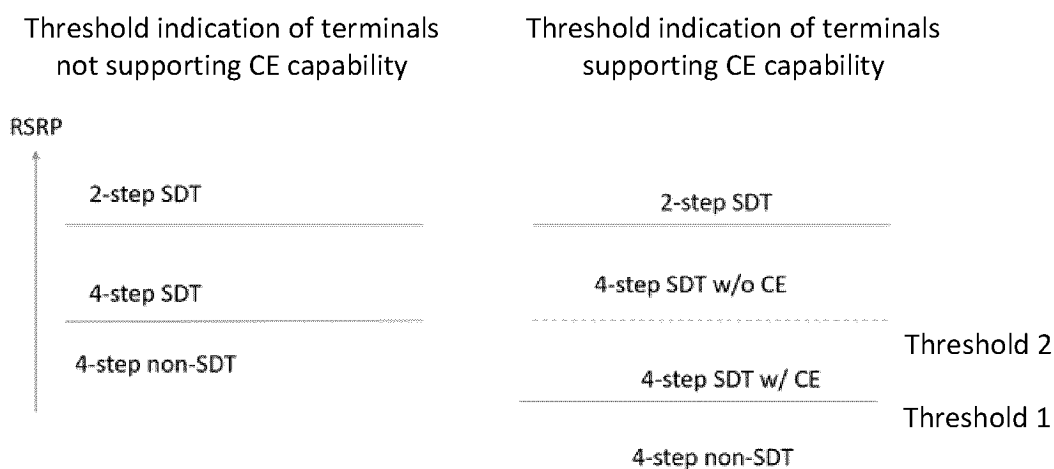 Threshold indication of terminals
not supporting CE capability
Threshold indication of terminals
supporting CE capability
RSRP
2-step SDT
4-step SDT
4-step non-SDT
2-step SDT
4-step SDT w/o CE
Threshold 2
4-step SDT w/ CE
Threshold 1
4-step non-SDT